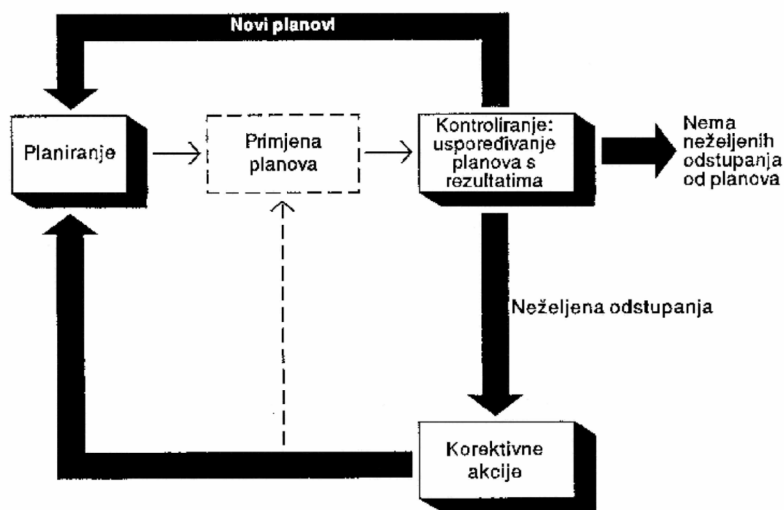 Novi planovi
Planiranje
Primjena
planova
Kontroliranje:
uspoređivanje
planova s
rezultatima
Nema
neželjenih
odstupanja
od planova
Neželjena odstupanja
Korektivne
akcije